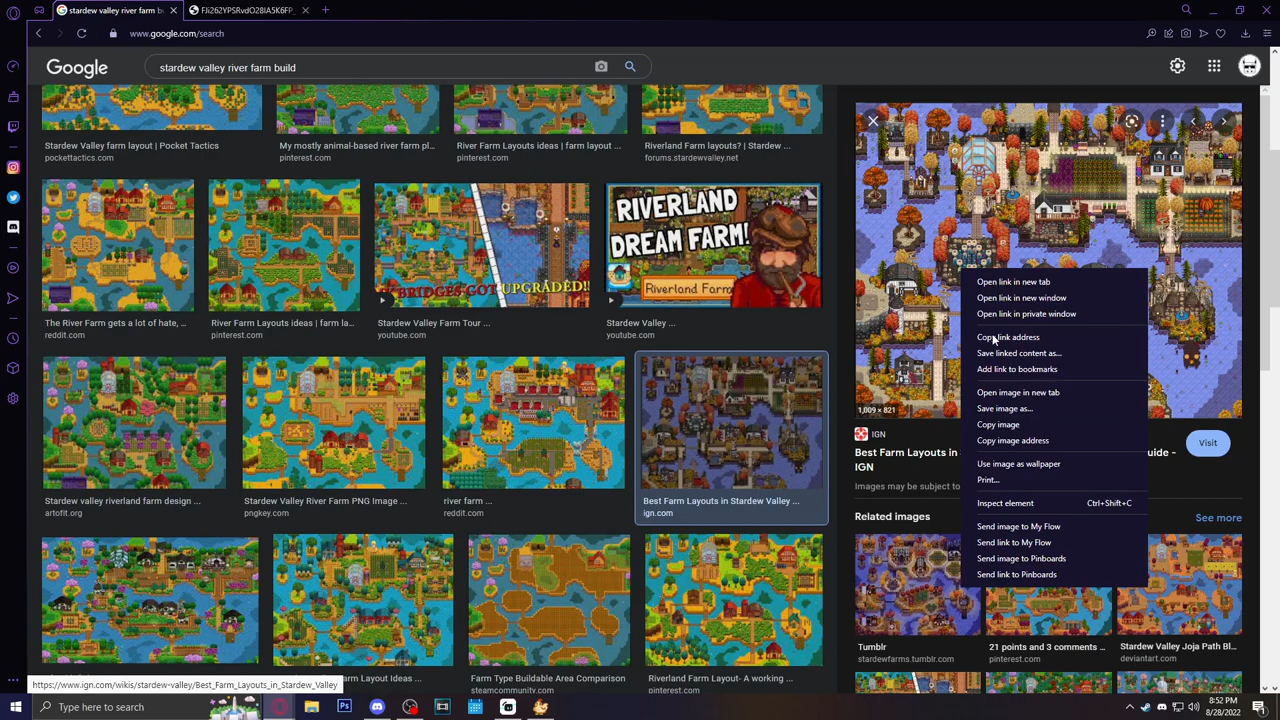 stardew valley river farm b
FJi262YPSRvdO28IA5K6FP_
www.google.com/search
Google
stardew valley river farm build
Stardew Valley farm layout | Pocket Tactics
pockettactics.com
My mostly animal-based river farm pl...
pinterest.com
River Farm Layouts ideas | farm layout ...
pinterest.com
Riverland Farm layouts? | Stardew ...
forums.stardewvalley.net
BRIDGES GOT UPGRADED!!
RIVERLAND
DREAM FARM!
Riverland Farm
The River Farm gets a lot of hate, ...
reddit.com
River Farm Layouts ideas | farm la...
pinterest.com
Stardew Valley Farm Tour ...
youtube.com
Stardew Valley ...
youtube.com
Stardew valley riverland farm design ...
artofit.org
Stardew Valley River Farm PNG Image ...
pngkey.com
river farm ...
reddit.com
Best Farm Layouts in Stardew Valley ...
ign.com
Farm Layout Ideas ...
Farm Type Buildable Area Comparison
steamcommunity.com
Riverland Farm Layout- A working ...
pinterest.com
https://www.ign.com/wikis/stardew-valley/Best_Farm_Layouts_in_Stardew_Valley
1,009 × 821
IGN
Visit
Best Farm Layouts in
uide -
IGN
Images may be subject to
Related images
See more
Open link in new tab
Open link in new window
Open link in private window
Copy link address
Save linked content as...
Add link to bookmarks
Open image in new tab
Save image as...
Copy image
Copy image address
Use image as wallpaper
Print...
Inspect element Ctrl+Shift+C
Send image to My Flow
Send link to My Flow
Send image to Pinboards
Send link to Pinboards
Tumblr
stardewfarms.tumblr.com
21 points and 3 comments ...
pinterest.com
Stardew Valley Joja Path Bl...
deviantart.com
Type here to search
8:52 PM
8/28/2022